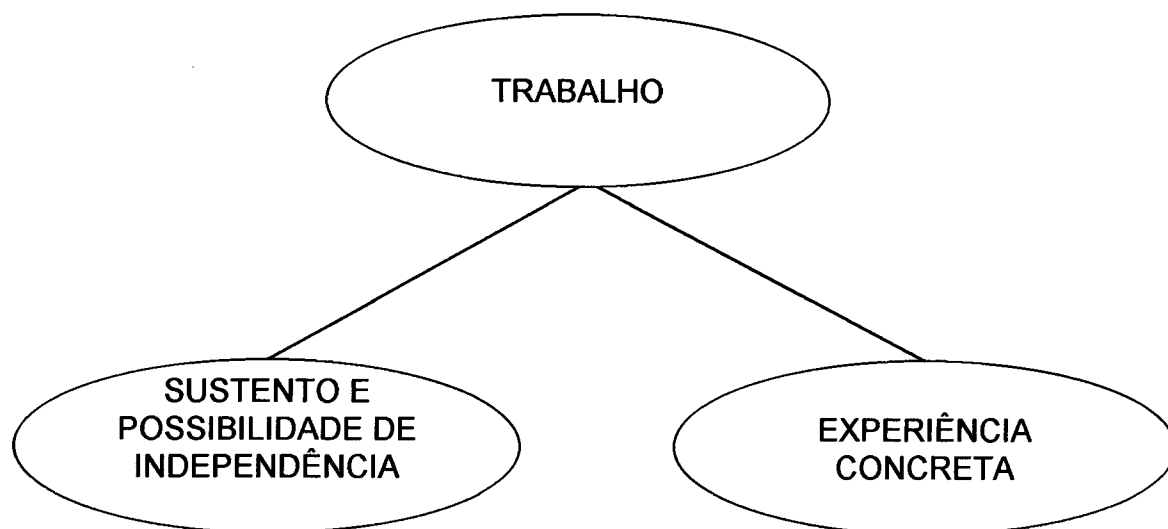 TRABALHO
SUSTENTO E
POSSIBILIDADE DE
INDEPENDÊNCIA
EXPERIÊNCIA
CONCRETA